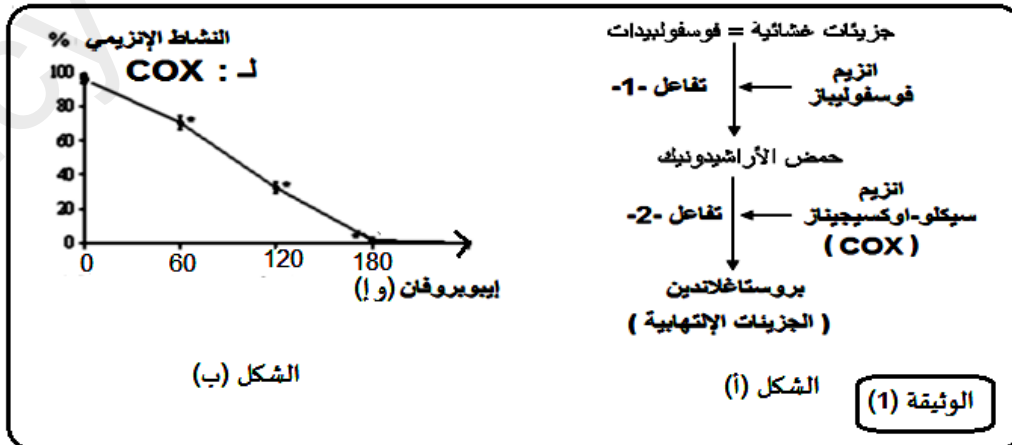 جزيئات غشائية = فوسفولبيدات
انزيم
فوسفوليباز
تفاعل -1-
حمض الأراشيدونيك
انزيم
سيكلو-اوكسيجيناز
(COX)
تفاعل -2-
بروستاغلاندين
(الجزيئات الإلتهابية)
الشكل (أ)
الوثيقة (1)
% النشاط الإنزيمي
لـ : COX
100
80
60
40
20
0
0 60 120 180
إيبوبروفان (و إ)
الشكل (ب)